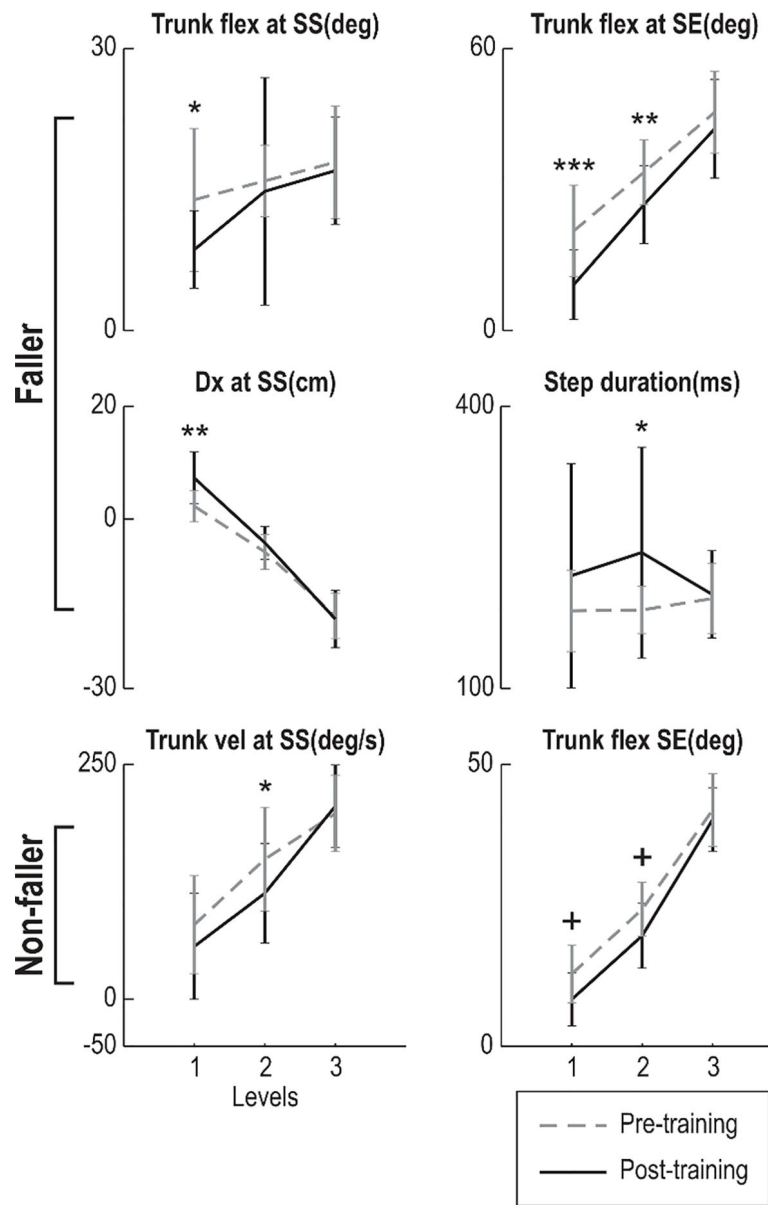 Trunk flex at SS(deg)
Trunk flex at SE(deg)
30
0
*
60
0
***
**
Faller
Dx at SS(cm)
Step duration(ms)
20
0
-30
**
400
100
*
Trunk vel at SS(deg/s)
Trunk flex SE(deg)
250
0
-50
*
50
0
+
+
Non-faller
1 2 3
1 2 3
Levels
Pre-training
Post-training